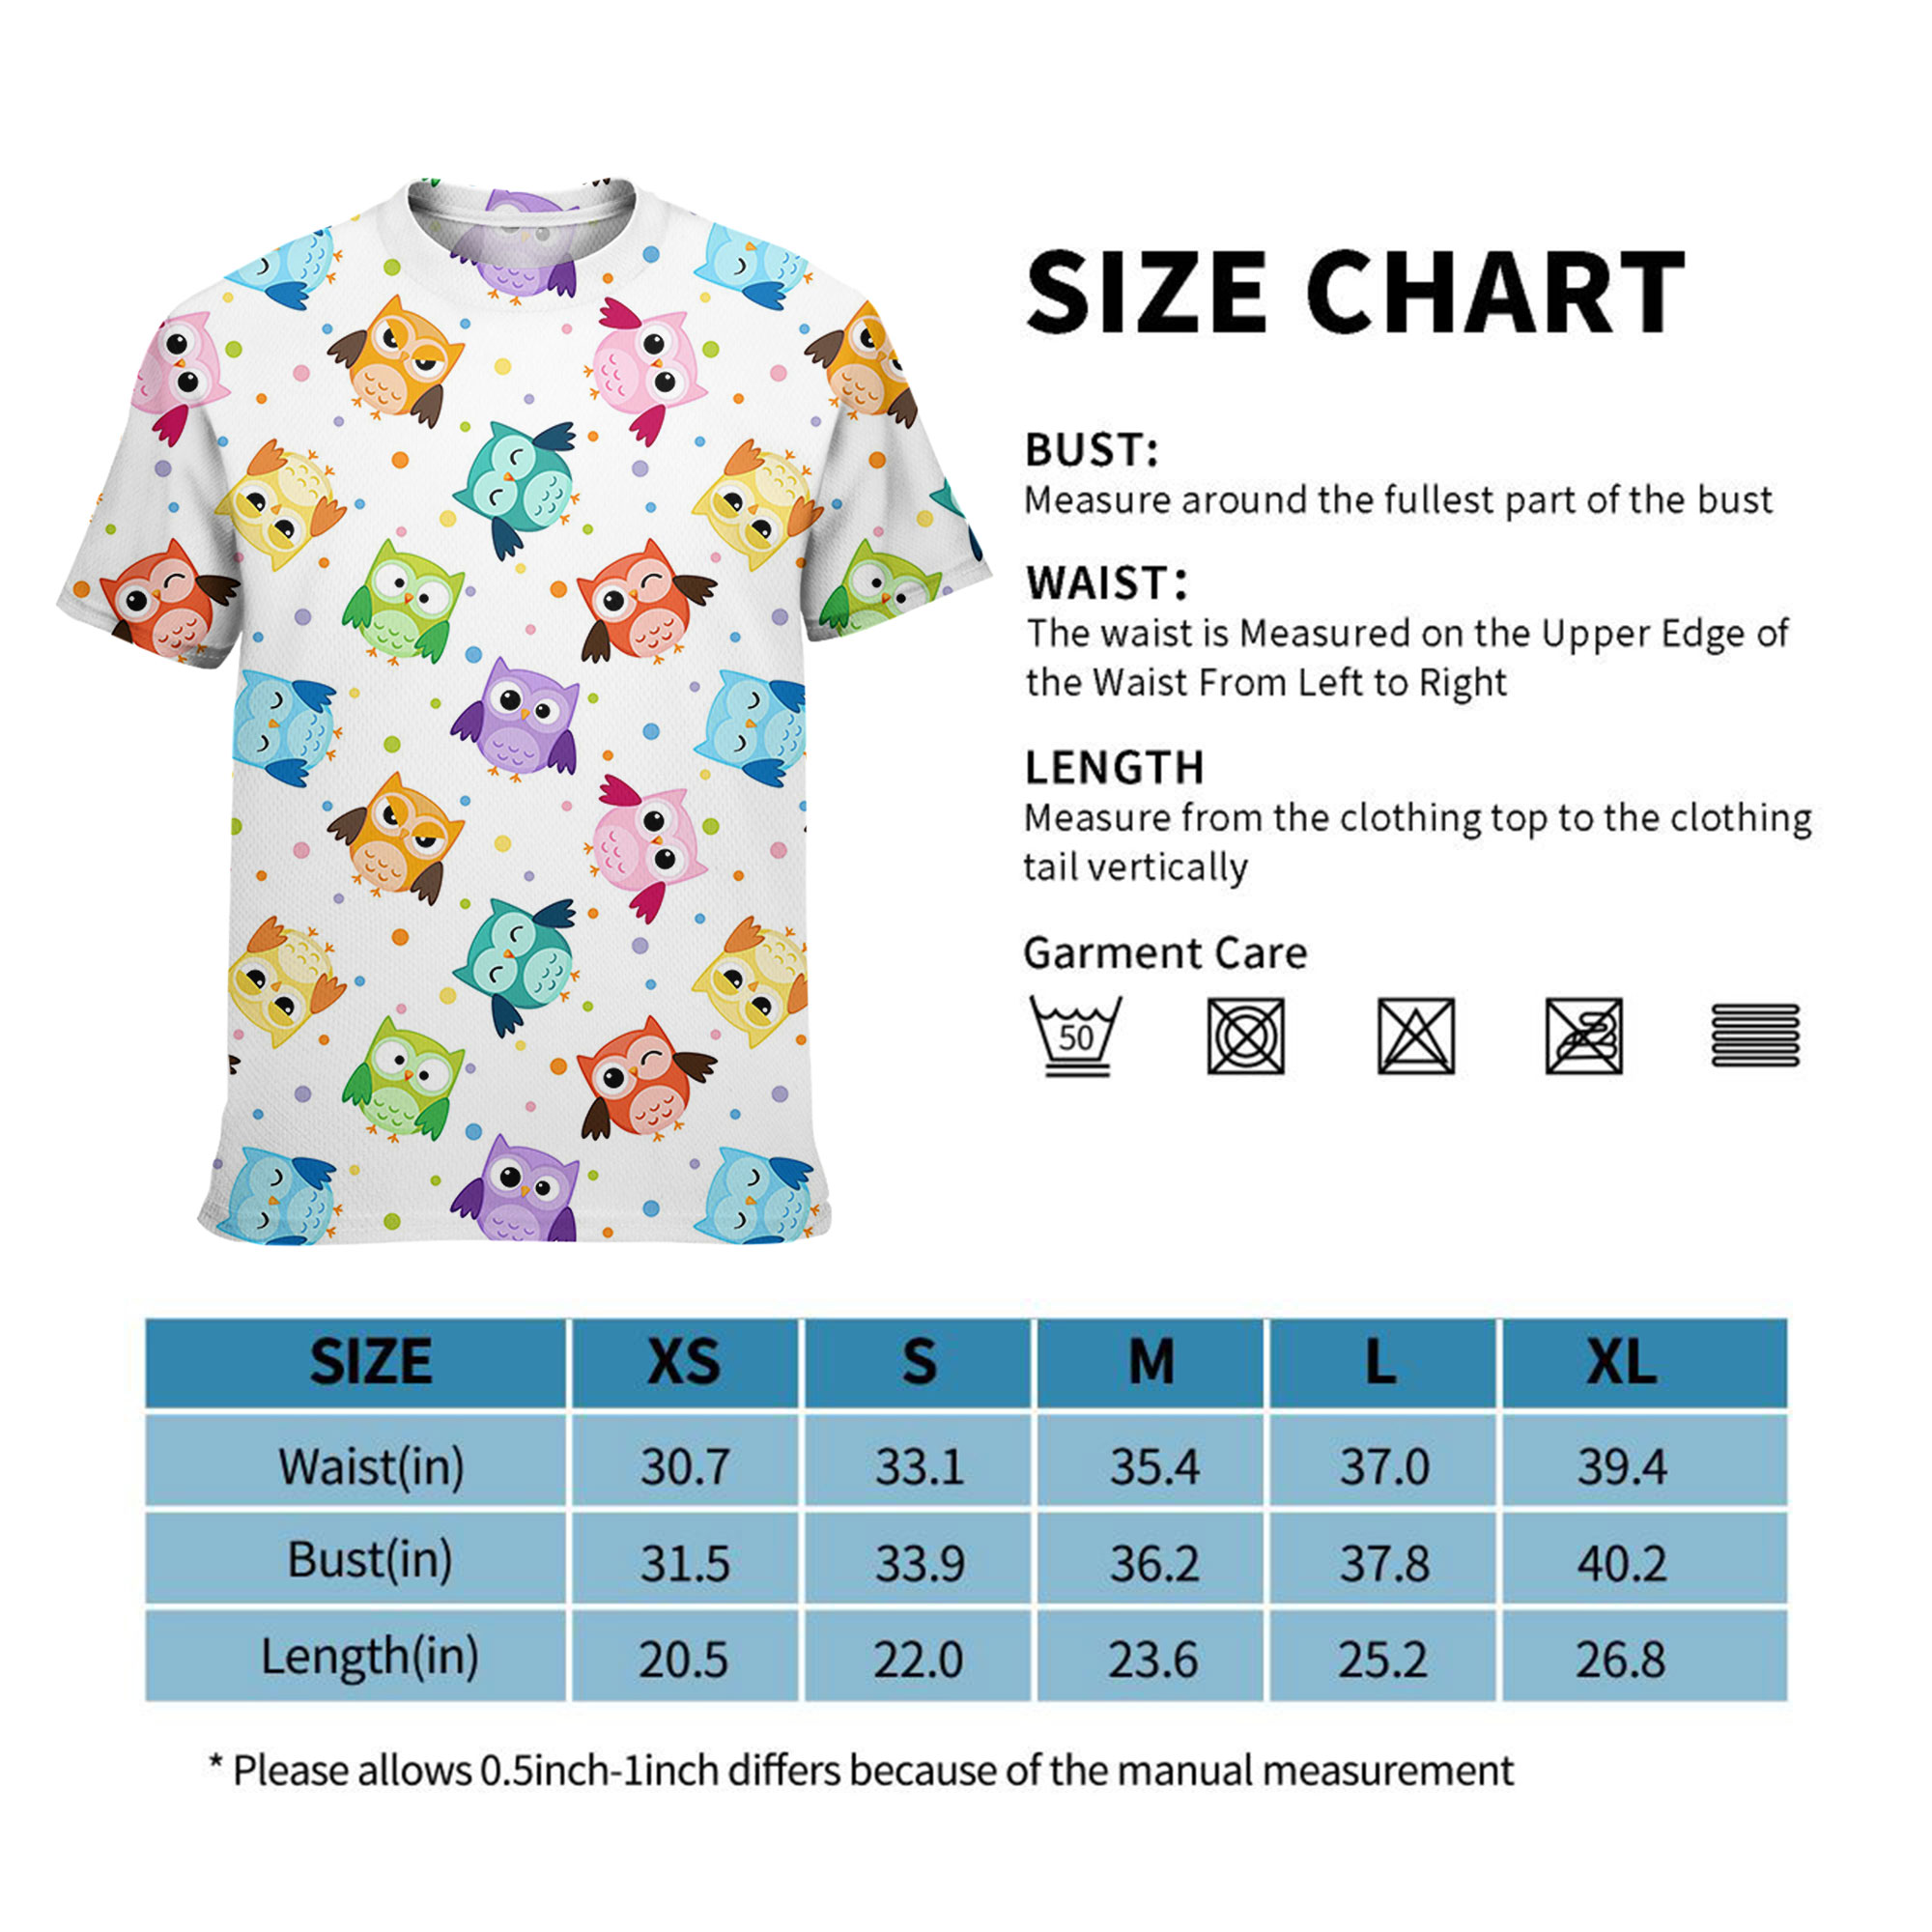 SIZE CHART
BUST:
Measure around the fullest part of the bust
WAIST:
The waist is Measured on the Upper Edge of
the Waist From Left to Right
LENGTH
Measure from the clothing top to the clothing
tail vertically
Garment Care
50
SIZE XS S M L XL
Waist(in) 30.7 33.1 35.4 37.0 39.4
Bust(in) 31.5 33.9 36.2 37.8 40.2
Length(in) 20.5 22.0 23.6 25.2 26.8
* Please allows 0.5inch-1inch differs because of the manual measurement